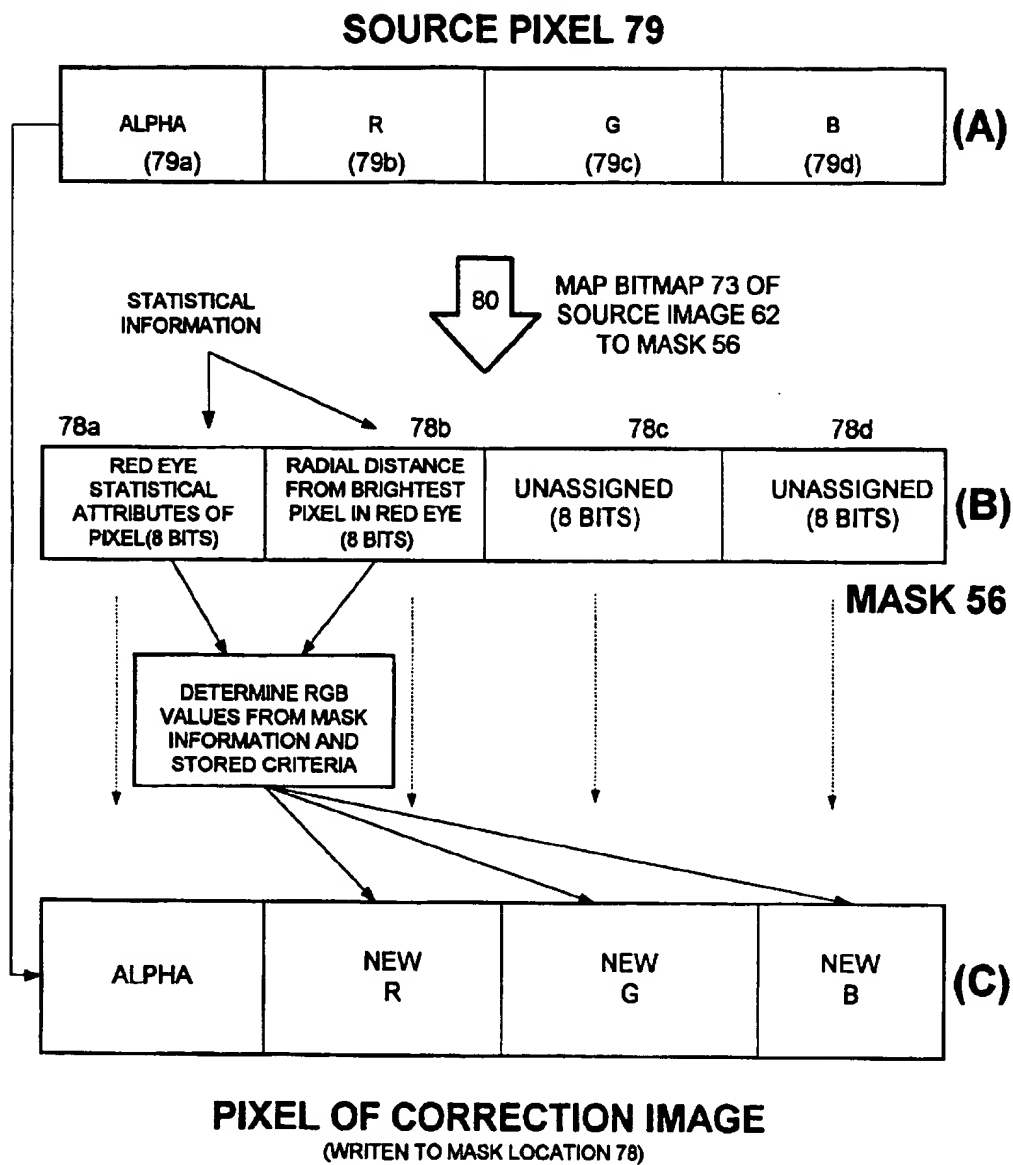 SOURCE PIXEL 79
ALPHA
(79a)
R
(79b)
G
(79c)
B
(79d)
(A)
STATISTICAL
INFORMATION
80
MAP BITMAP 73 OF
SOURCE IMAGE 62
TO MASK 56
78a
78b
78c
78d
RED EYE
STATISTICAL
ATTRIBUTES OF
PIXEL(8 BITS)
RADIAL DISTANCE
FROM BRIGHTEST
PIXEL IN RED EYE
(8 BITS)
UNASSIGNED
(8 BITS)
UNASSIGNED
(8 BITS)
(B)
MASK 56
DETERMINE RGB
VALUES FROM MASK
INFORMATION AND
STORED CRITERIA
ALPHA
NEW
R
NEW
G
NEW
B
(C)
PIXEL OF CORRECTION IMAGE
(WRITEN TO MASK LOCATION 78)